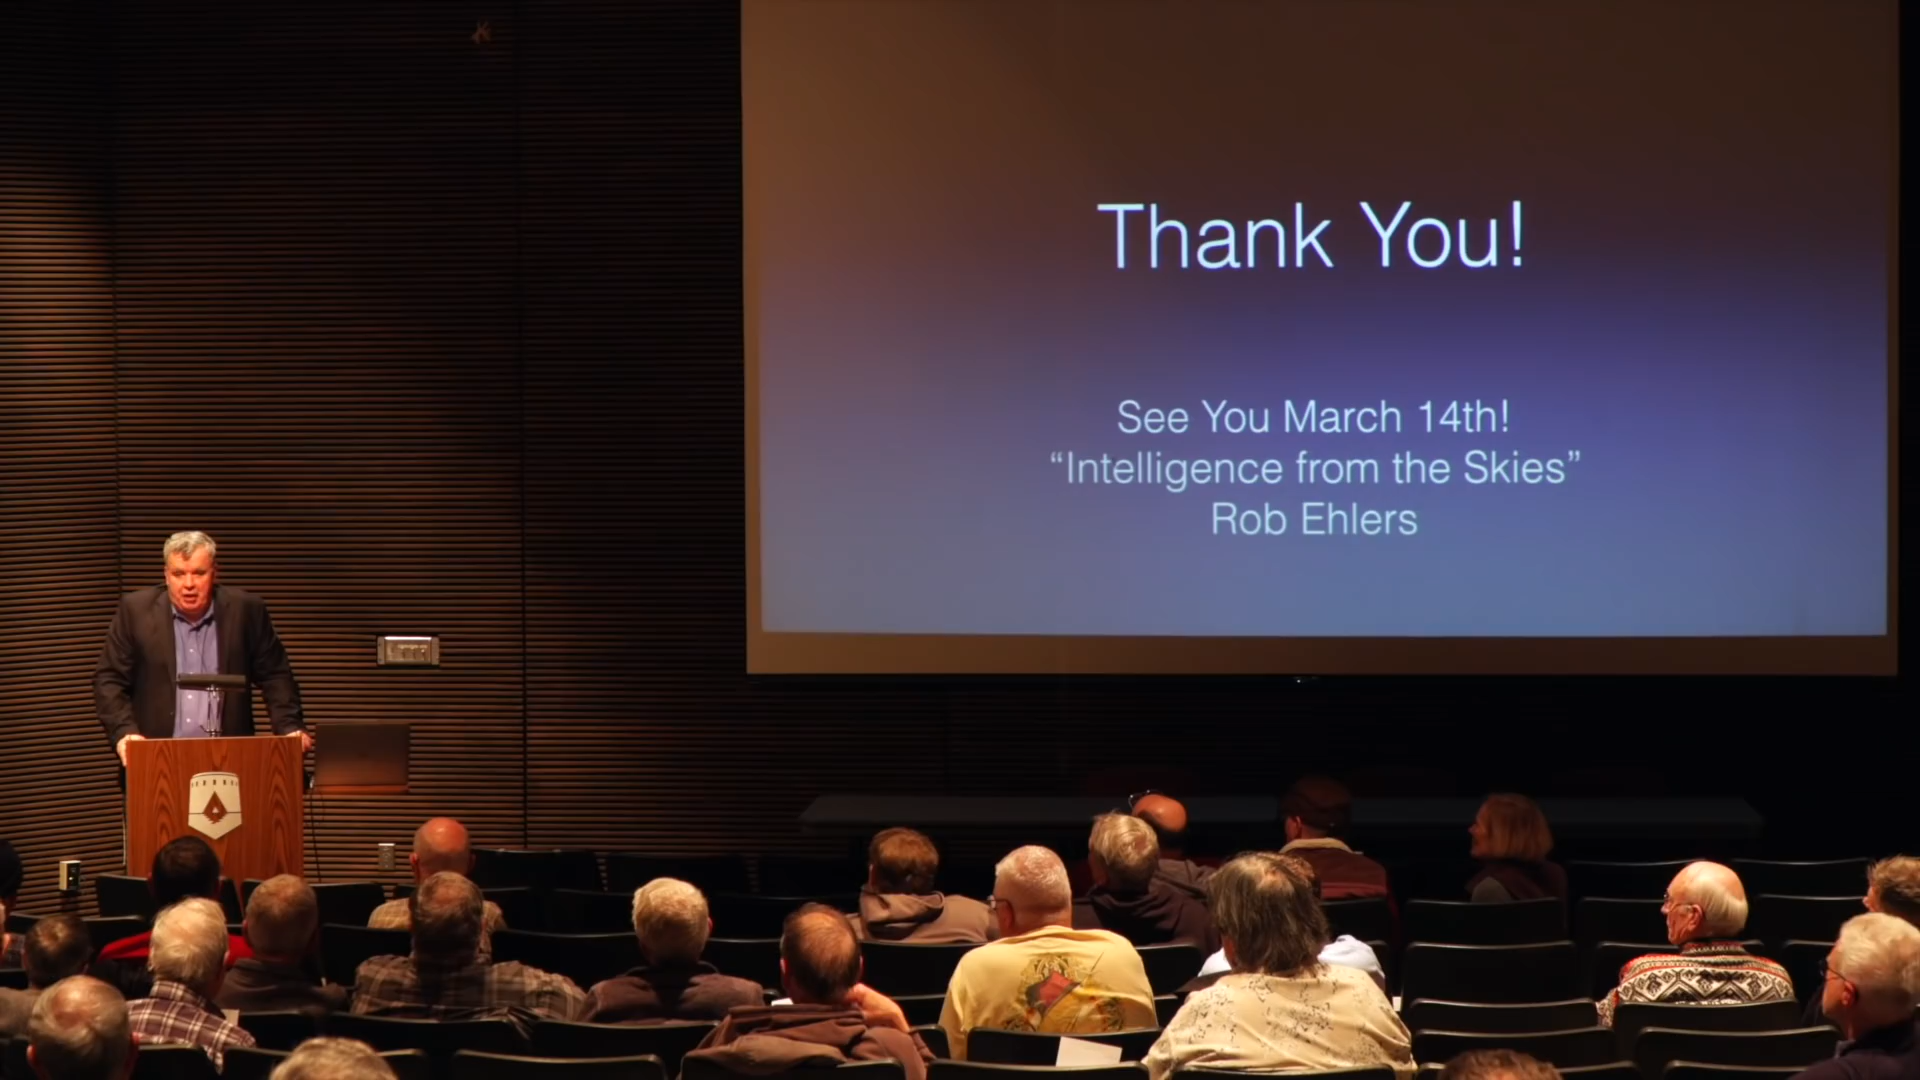 Thank You!
See You March 14th!
“Intelligence from the Skies”
Rob Ehlers